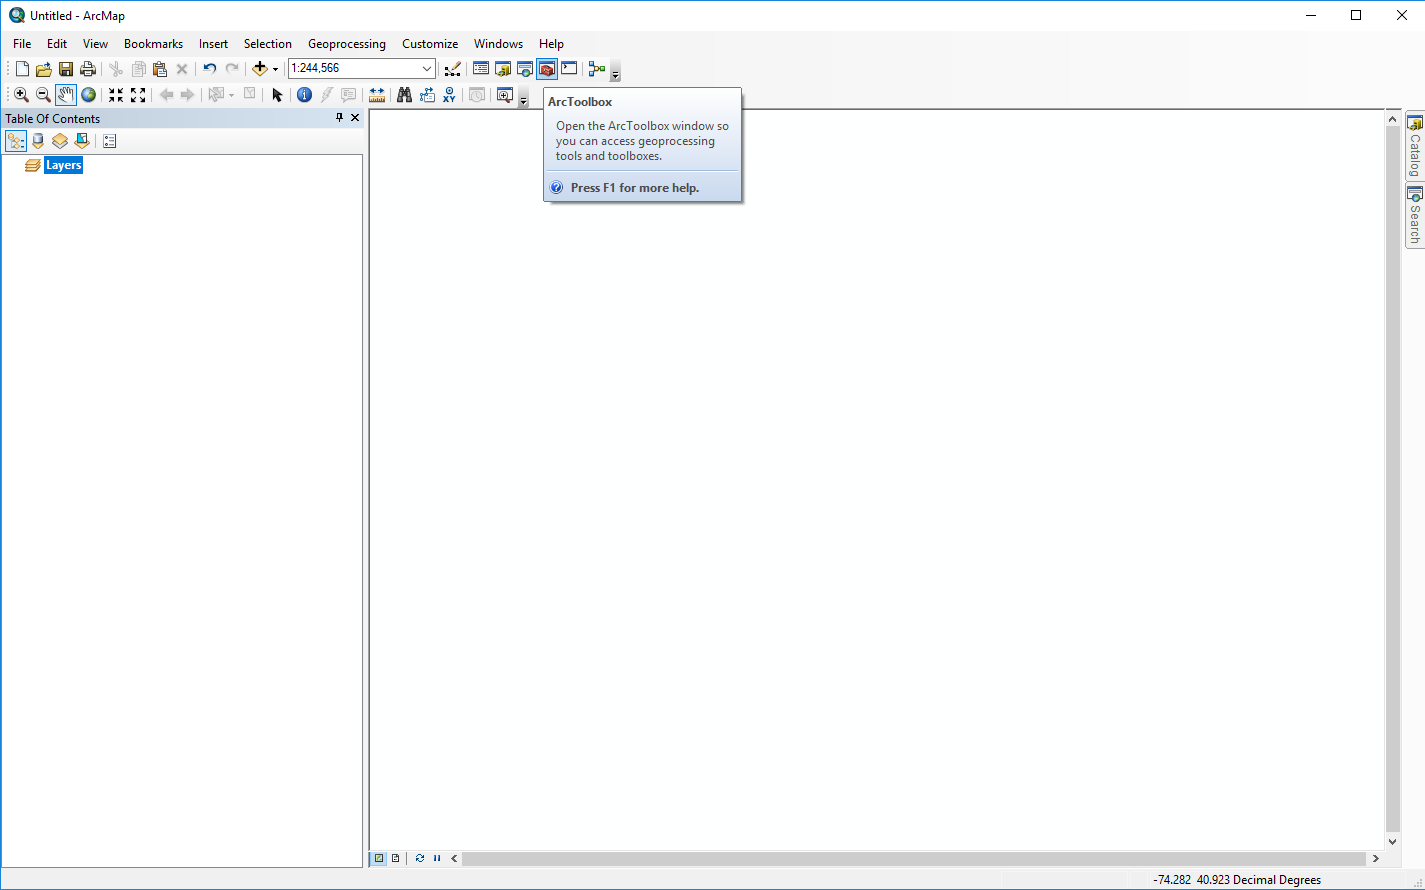 Untitled - ArcMap
File Edit View Bookmarks Insert Selection Geoprocessing Customize Windows Help
1:244,566
XY
Table Of Contents
Layers
ArcToolbox
Open the ArcToolbox window so
you can access geoprocessing
tools and toolboxes.
Press F1 for more help.
Catalog
Search
-74.282 40.923 Decimal Degrees